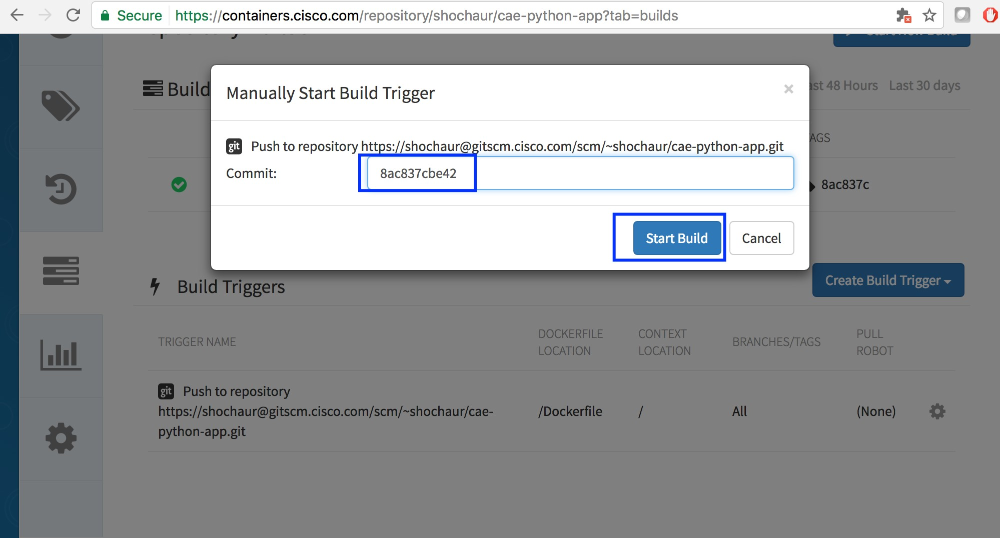 Secure https://containers.cisco.com/repository/shochaur/cae-python-app?tab=builds
Build
Last 48 Hours Last 30 days
Manually Start Build Trigger
×
git Push to repository https://shochaur@gitscm.cisco.com/scm/~shochaur/cae-python-app.git
Commit: 8ac837cbe42
8ac837c
Start Build Cancel
Build Triggers
Create Build Trigger
TRIGGER NAME
DOCKERFILE LOCATION
CONTEXT LOCATION
BRANCHES/TAGS
PULL ROBOT
git Push to repository
https://shochaur@gitscm.cisco.com/scm/~shochaur/cae-
python-app.git
/Dockerfile
/
All
(None)